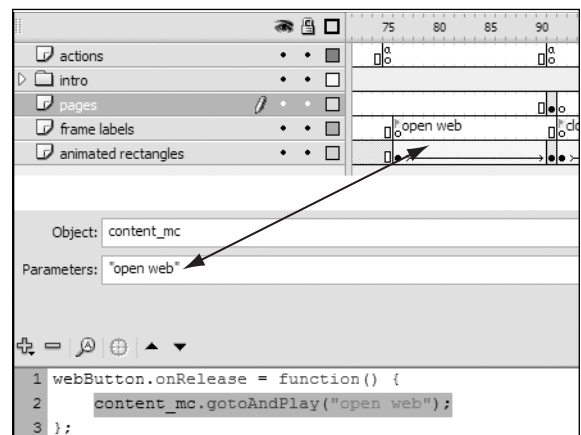 75 80 85 90
actions a a
intro
pages
frame labels open web clo
animated rectangles
Object: content_mc
Parameters: "open web"
1 webButton.onRelease = function() {
2 content_mc.gotoAndPlay("open web");
3 };